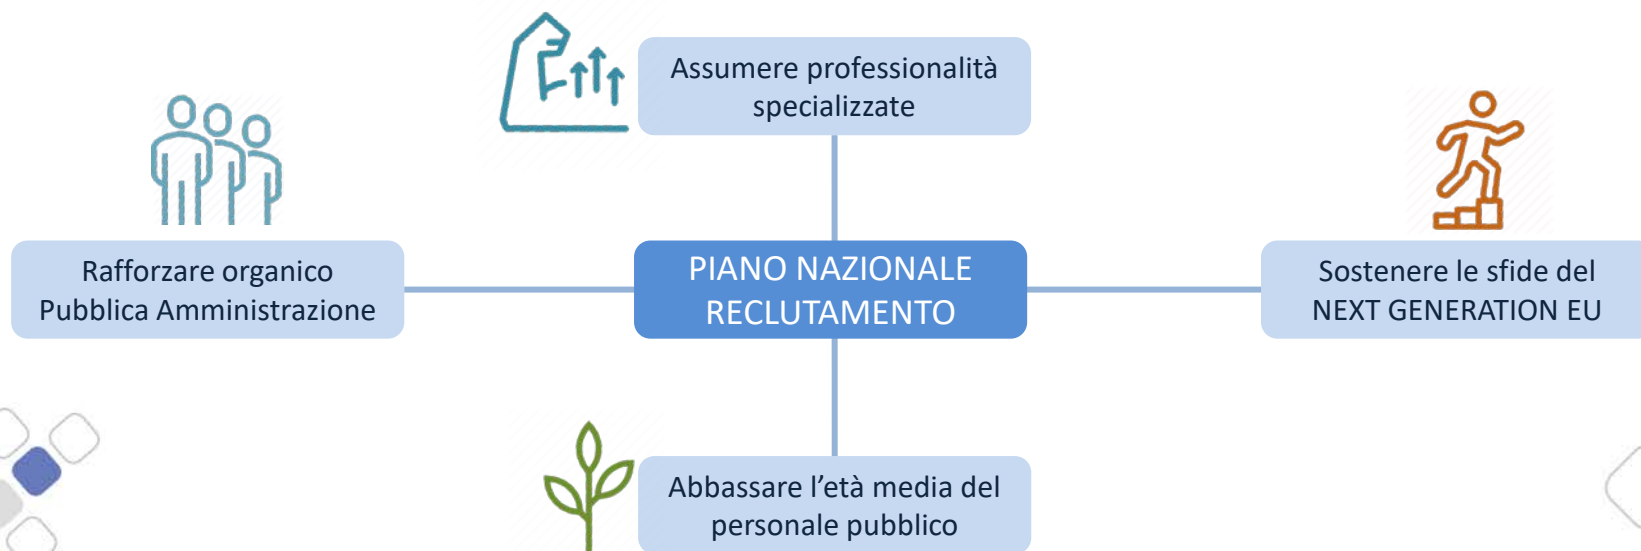 Assumere professionalità
specializzate
Rafforzare organico
Pubblica Amministrazione
PIANO NAZIONALE
RECLUTAMENTO
Sostenere le sfide del
NEXT GENERATION EU
Abbassare l’età media del
personale pubblico